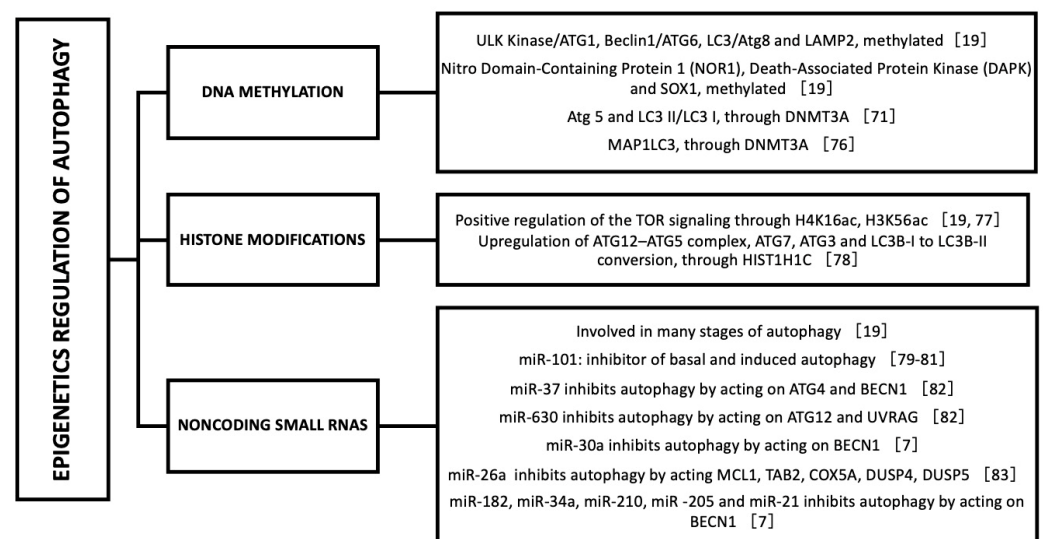 EPIGENETICS REGULATION OF AUTOPHAGY
DNA METHYLATION
ULK Kinase/ATG1, Beclin1/ATG6, LC3/Atg8 and LAMP2, methylated [19]
Nitro Domain-Containing Protein 1 (NOR1), Death-Associated Protein Kinase (DAPK)
and SOX1, methylated [19]
Atg 5 and LC3 II/LC3 I, through DNMT3A [71]
MAP1LC3, through DNMT3A [76]
HISTONE MODIFICATIONS
Positive regulation of the TOR signaling through H4K16ac, H3K56ac [19, 77]
Upregulation of ATG12–ATG5 complex, ATG7, ATG3 and LC3B-I to LC3B-II
conversion, through HIST1H1C [78]
NONCODING SMALL RNAS
Involved in many stages of autophagy [19]
miR-101: inhibitor of basal and induced autophagy [79-81]
miR-37 inhibits autophagy by acting on ATG4 and BECN1 [82]
miR-630 inhibits autophagy by acting on ATG12 and UVRAG [82]
miR-30a inhibits autophagy by acting on BECN1 [7]
miR-26a inhibits autophagy by acting MCL1, TAB2, COX5A, DUSP4, DUSP5 [83]
miR-182, miR-34a, miR-210, miR -205 and miR-21 inhibits autophagy by acting on
BECN1 [7]